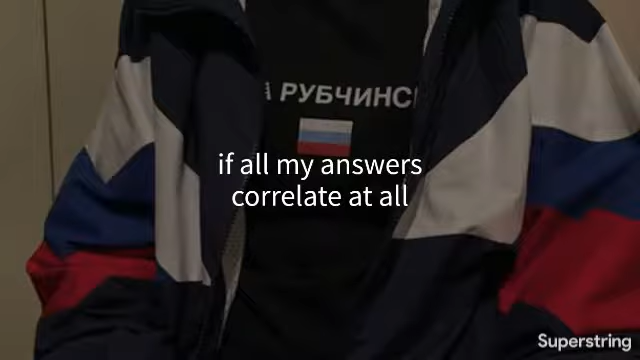 РУБЧИНС
if all my answers
correlate at all
Superstring